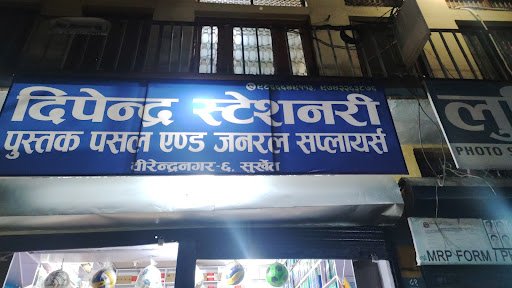 दिपेन्द्र स्टेशनरी
पुस्तक पसल एण्ड जनरल सप्लायर्स
वीरेन्द्रनगर-६, सुर्खेत
PHOTO
MRP FORM